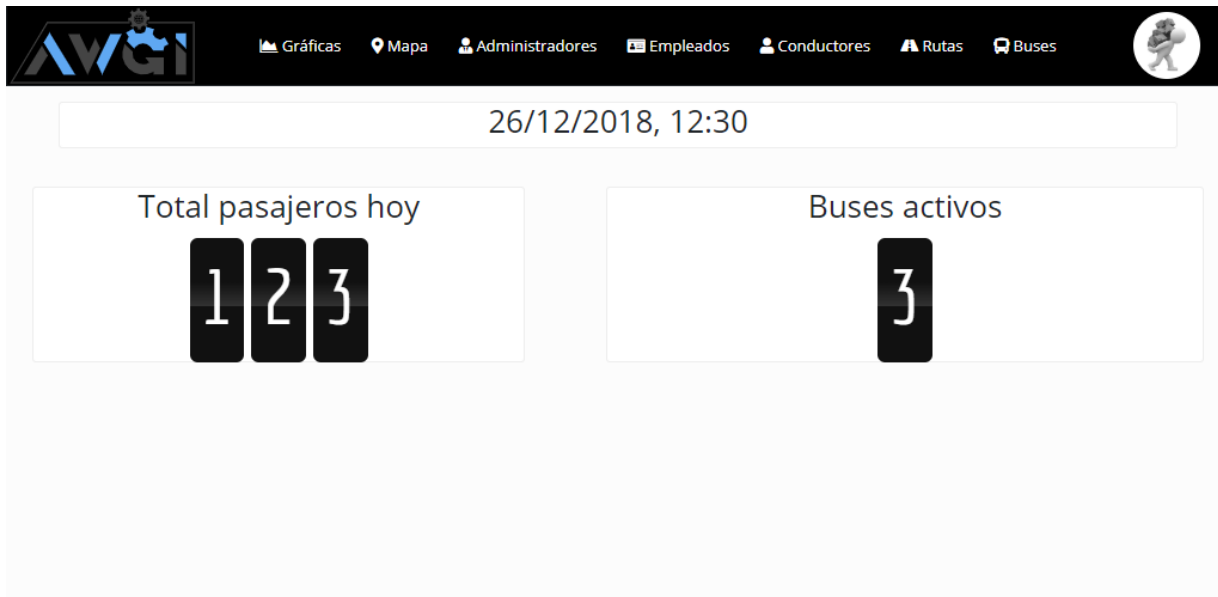 AWGI
Gráficas Mapa Administradores Empleados Conductores Rutas Buses
26/12/2018, 12:30
Total pasajeros hoy
123
Buses activos
3